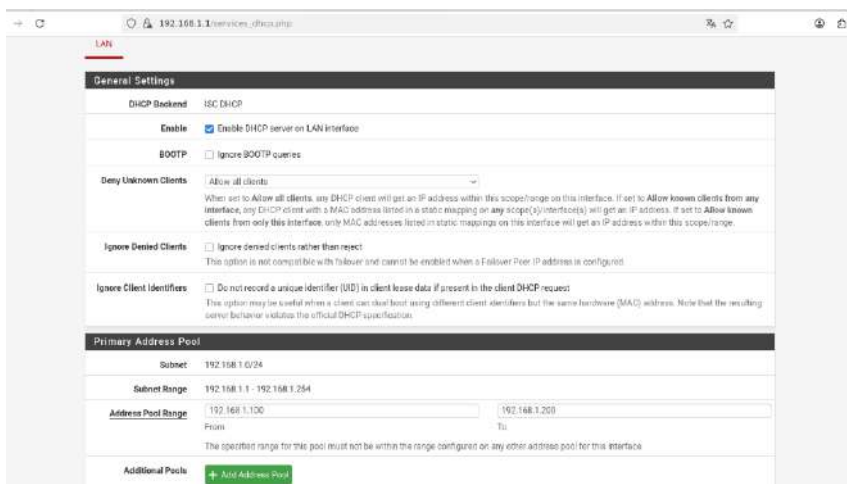 192.168.1.1/services_dhcp.php
LAN
General Settings
DHCP Backend ISC DHCP
Enable Enable DHCP server on LAN interface
BOOTP Ignore BOOTP queries
Deny Unknown Clients Allow all clients
When set to Allow all clients, any DHCP client will get an IP address within this scope/range on this interface. If set to Allow known clients from any
interface, any DHCP client with a MAC address listed in a static mapping on any scope(s)/interface(s) will get an IP address. If set to Allow known
clients from only this interface, only MAC addresses listed in static mappings on this interface will get an IP address within this scope/range.
Ignore Denied Clients Ignore denied clients rather than reject
This option is not compatible with failover and cannot be enabled when a Failover Peer IP address is configured.
Ignore Client Identifiers Do not record a unique identifier (UID) in client lease data if present in the client DHCP request
This option may be useful when a client can dual boot using different client identifiers but the same hardware (MAC) address. Note that the resulting
server behavior violates the official DHCP specification.
Primary Address Pool
Subnet 192.168.1.0/24
Subnet Range 192.168.1.1 - 192.168.1.254
Address Pool Range 192.168.1.100 192.168.1.200
From To
The specified range for this pool must not be within the range configured on any other address pool for this interface.
Additional Pools + Add Address Pool